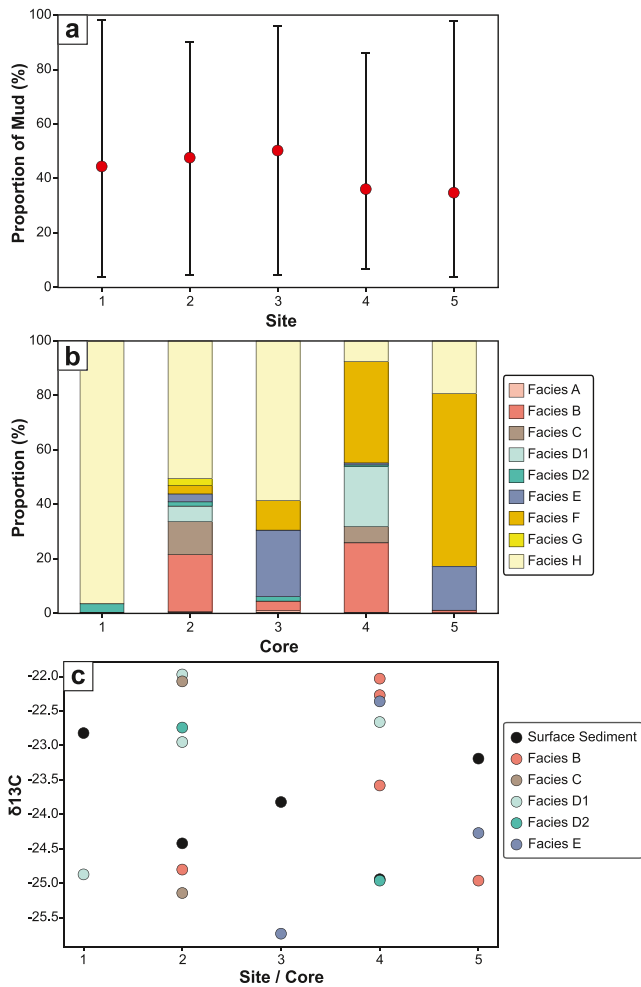 a
Proportion of Mud (%)
100
80
60
40
20
0
1 2 3 4 5
Site
b
Proportion (%)
100
80
60
40
20
0
1 2 3 4 5
Core
Facies A
Facies B
Facies C
Facies D1
Facies D2
Facies E
Facies F
Facies G
Facies H
c
δ13C
-22.0
-22.5
-23.0
-23.5
-24.0
-24.5
-25.0
-25.5
1 2 3 4 5
Site / Core
Surface Sediment
Facies B
Facies C
Facies D1
Facies D2
Facies E